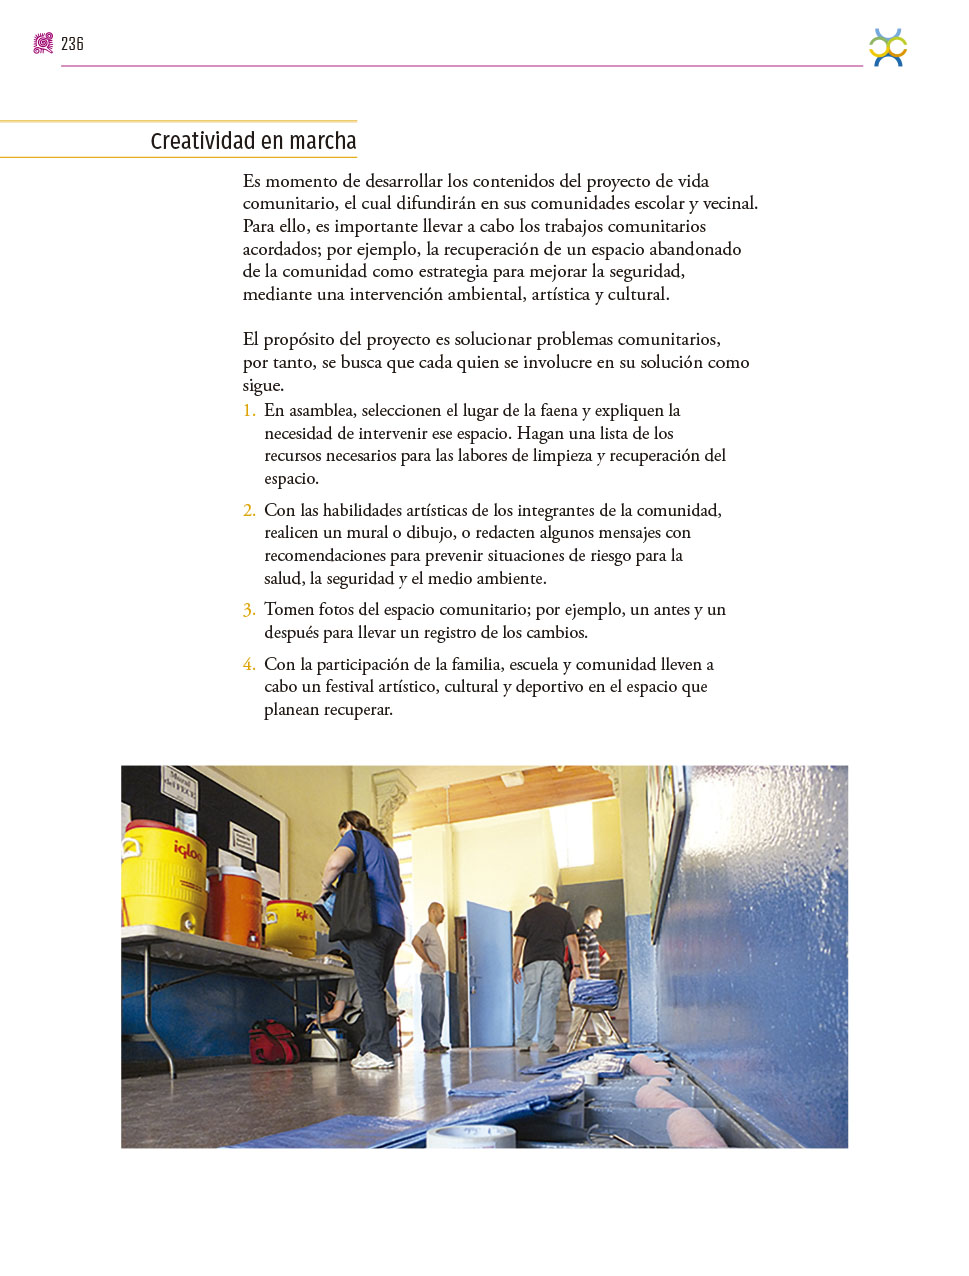 236
Creatividad en marcha
Es momento de desarrollar los contenidos del proyecto de vida
comunitario, el cual difundirán en sus comunidades escolar y vecinal.
Para ello, es importante llevar a cabo los trabajos comunitarios
acordados; por ejemplo, la recuperación de un espacio abandonado
de la comunidad como estrategia para mejorar la seguridad,
mediante una intervención ambiental, artística y cultural.
El propósito del proyecto es solucionar problemas comunitarios,
por tanto, se busca que cada quien se involucre en su solución como
sigue.
1. En asamblea, seleccionen el lugar de la faena y expliquen la
necesidad de intervenir ese espacio. Hagan una lista de los
recursos necesarios para las labores de limpieza y recuperación del
espacio.
2. Con las habilidades artísticas de los integrantes de la comunidad,
realicen un mural o dibujo, o redacten algunos mensajes con
recomendaciones para prevenir situaciones de riesgo para la
salud, la seguridad y el medio ambiente.
3. Tomen fotos del espacio comunitario; por ejemplo, un antes y un
después para llevar un registro de los cambios.
4. Con la participación de la familia, escuela y comunidad lleven a
cabo un festival artístico, cultural y deportivo en el espacio que
planean recuperar.
Mural
igloo
igloo